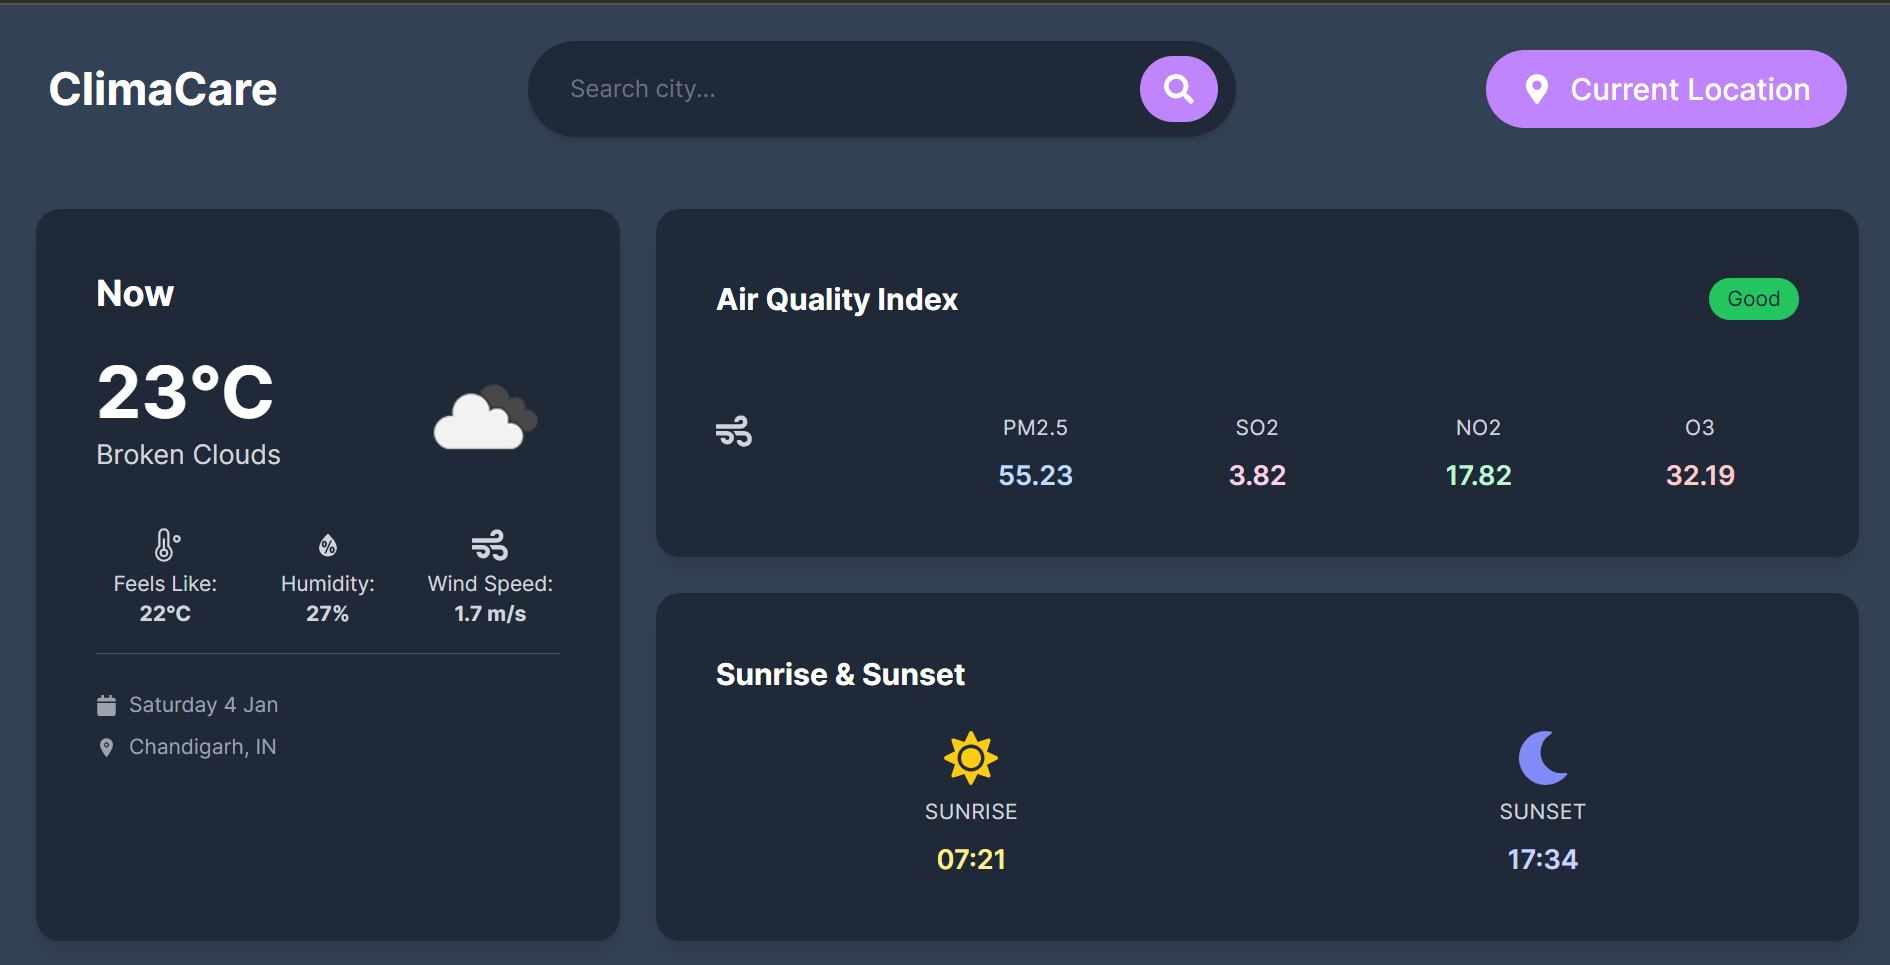 ClimaCare
Search city...
Current Location
Now
23°C
Broken Clouds
Feels Like:
22°C
Humidity:
27%
Wind Speed:
1.7 m/s
Saturday 4 Jan
Chandigarh, IN
Air Quality Index
Good
PM2.5
55.23
SO2
3.82
NO2
17.82
O3
32.19
Sunrise & Sunset
SUNRISE
07:21
SUNSET
17:34